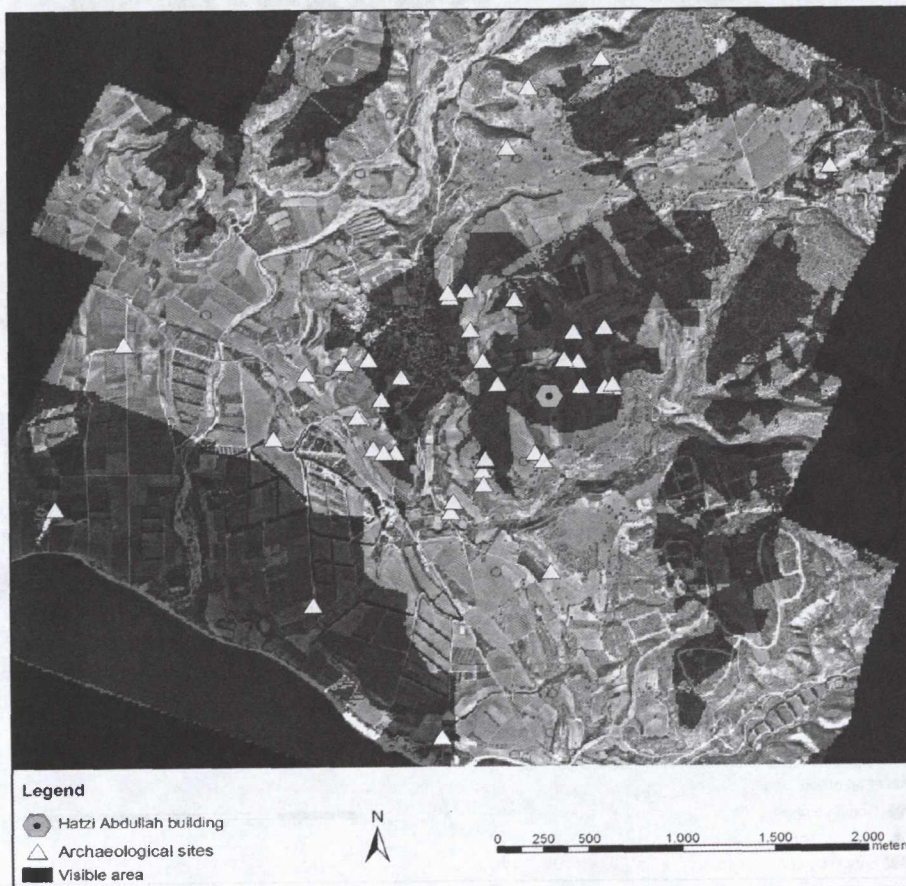 Legend
Hatzi Abdullah building
Archaeological sites
Visible area
N
0 250 500 1,000 1,500 2,000
meters